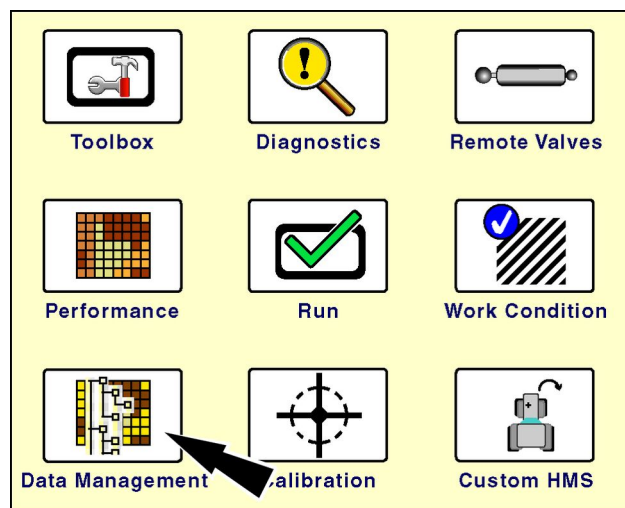 Toolbox
Diagnostics
Remote Valves
Performance
Run
Work Condition
Data Management
alibration
Custom HMS